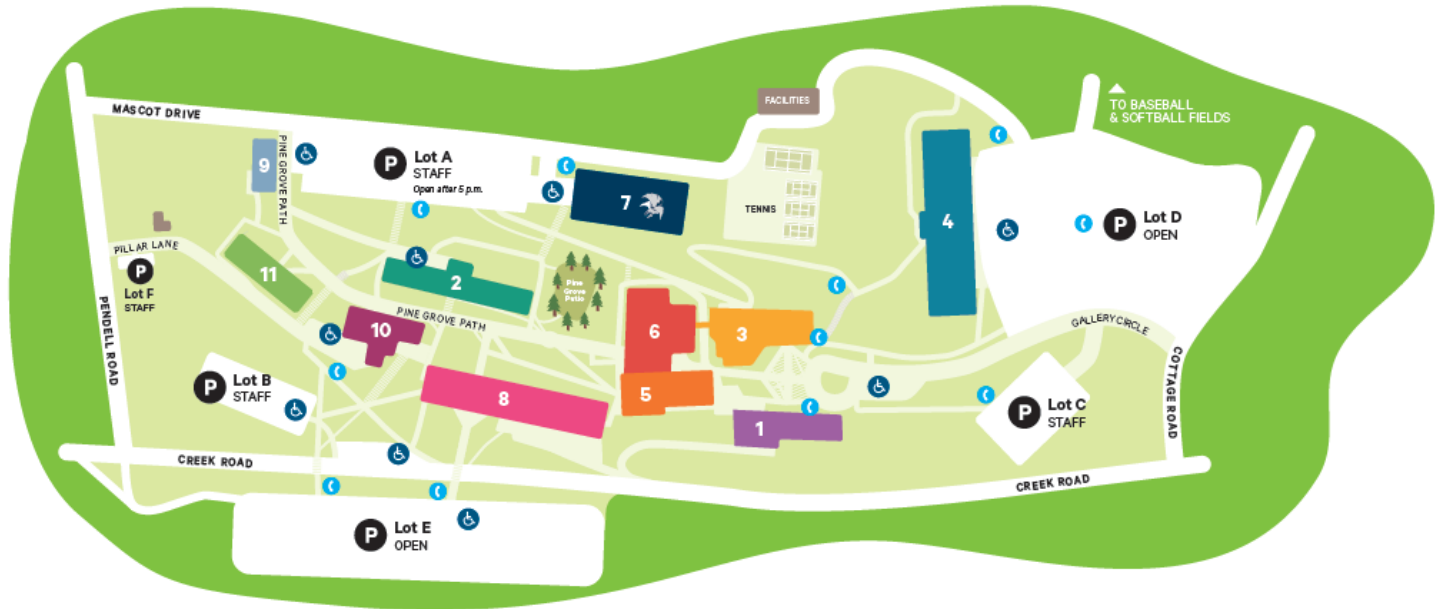 FACILITIES
TO BASEBALL
& SOFTBALL FIELDS
MASCOT DRIVE
9
PINE GROVE PATH
P
Lot A
STAFF
Open after 5 p.m.
7
TENNIS
4
P
Lot D
OPEN
PILLAR LANE
P
Lot F
STAFF
11
2
Pine
Grove
Patio
PENDELL ROAD
10
PINE GROVE PATH
6
3
GALLERY CIRCLE
COTTAGE ROAD
P
Lot B
STAFF
8
5
1
P
Lot C
STAFF
CREEK ROAD
CREEK ROAD
P
Lot E
OPEN